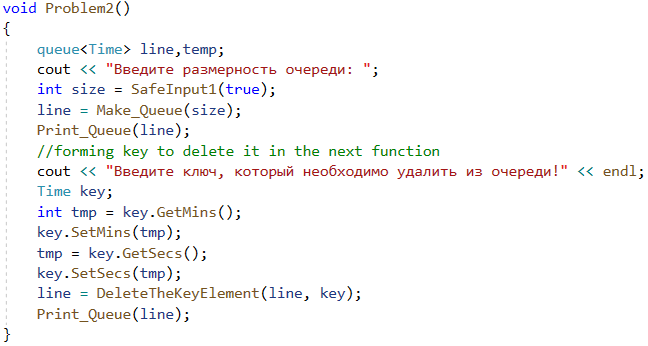 void Problem2()
{
queue<Time> line,temp;
cout << "Введите размерность очереди: ";
int size = SafeInput1(true);
line = Make_Queue(size);
Print_Queue(line);
//forming key to delete it in the next function
cout << "Введите ключ, который необходимо удалить из очереди!" << endl;
Time key;
int tmp = key.GetMins();
key.SetMins(tmp);
tmp = key.GetSecs();
key.SetSecs(tmp);
line = DeleteTheKeyElement(line, key);
Print_Queue(line);
}